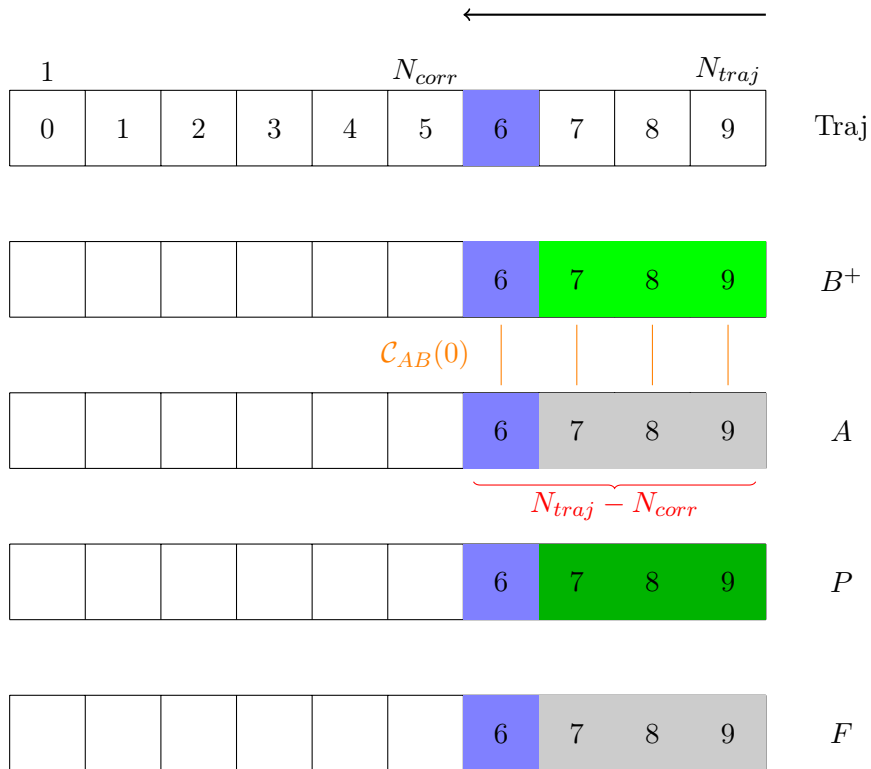 1 N_{corr} N_{traj}
0 1 2 3 4 5 6 7 8 9 Traj
6 7 8 9 B^+
\mathcal{C}_{AB}(0)
6 7 8 9 A
N_{traj} − N_{corr}
6 7 8 9 P
6 7 8 9 F